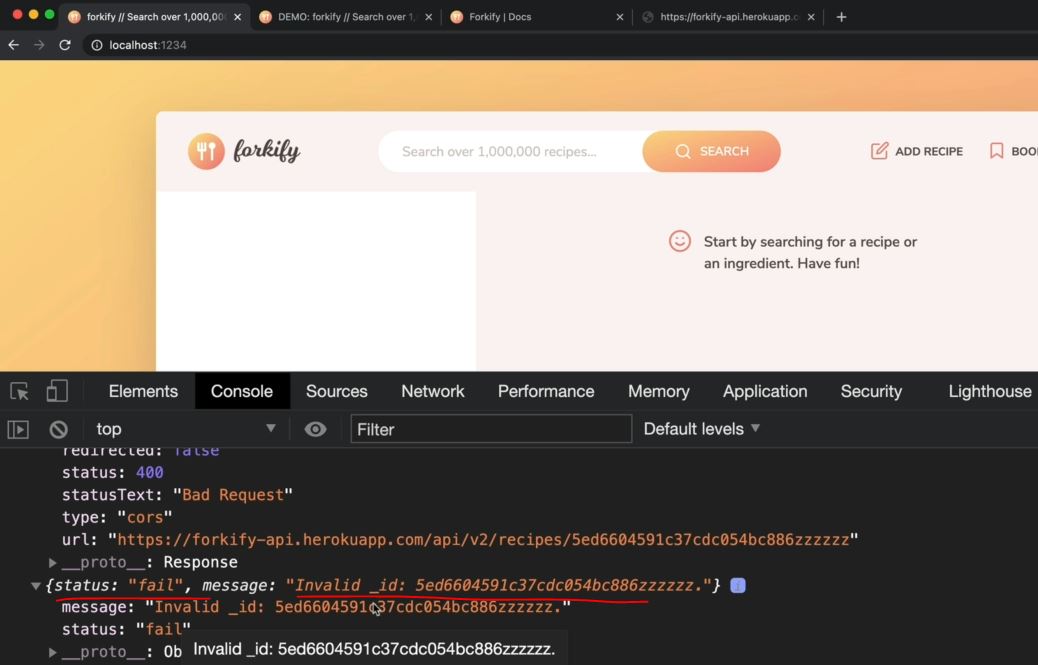 forkify // Search over 1,000,00
DEMO: forkify // Search over 1,
Forkify | Docs
https://forkify-api.herokuapp.c
localhost:1234
forkify
Search over 1,000,000 recipes...
SEARCH
ADD RECIPE
BOO
Start by searching for a recipe or
an ingredient. Have fun!
Elements Console Sources Network Performance Memory Application Security Lighthouse
top
Filter
Default levels
redirected: false
status: 400
statusText: "Bad Request"
type: "cors"
url: "https://forkify-api.herokuapp.com/api/v2/recipes/5ed6604591c37cdc054bc886zzzzzz"
__proto__: Response
{status: "fail", message: "Invalid _id: 5ed6604591c37cdc054bc886zzzzzz."}
message: "Invalid _id: 5ed6604591c37cdc054bc886zzzzzz."
status: "fail"
__proto__: Ob
Invalid _id: 5ed6604591c37cdc054bc886zzzzzz.